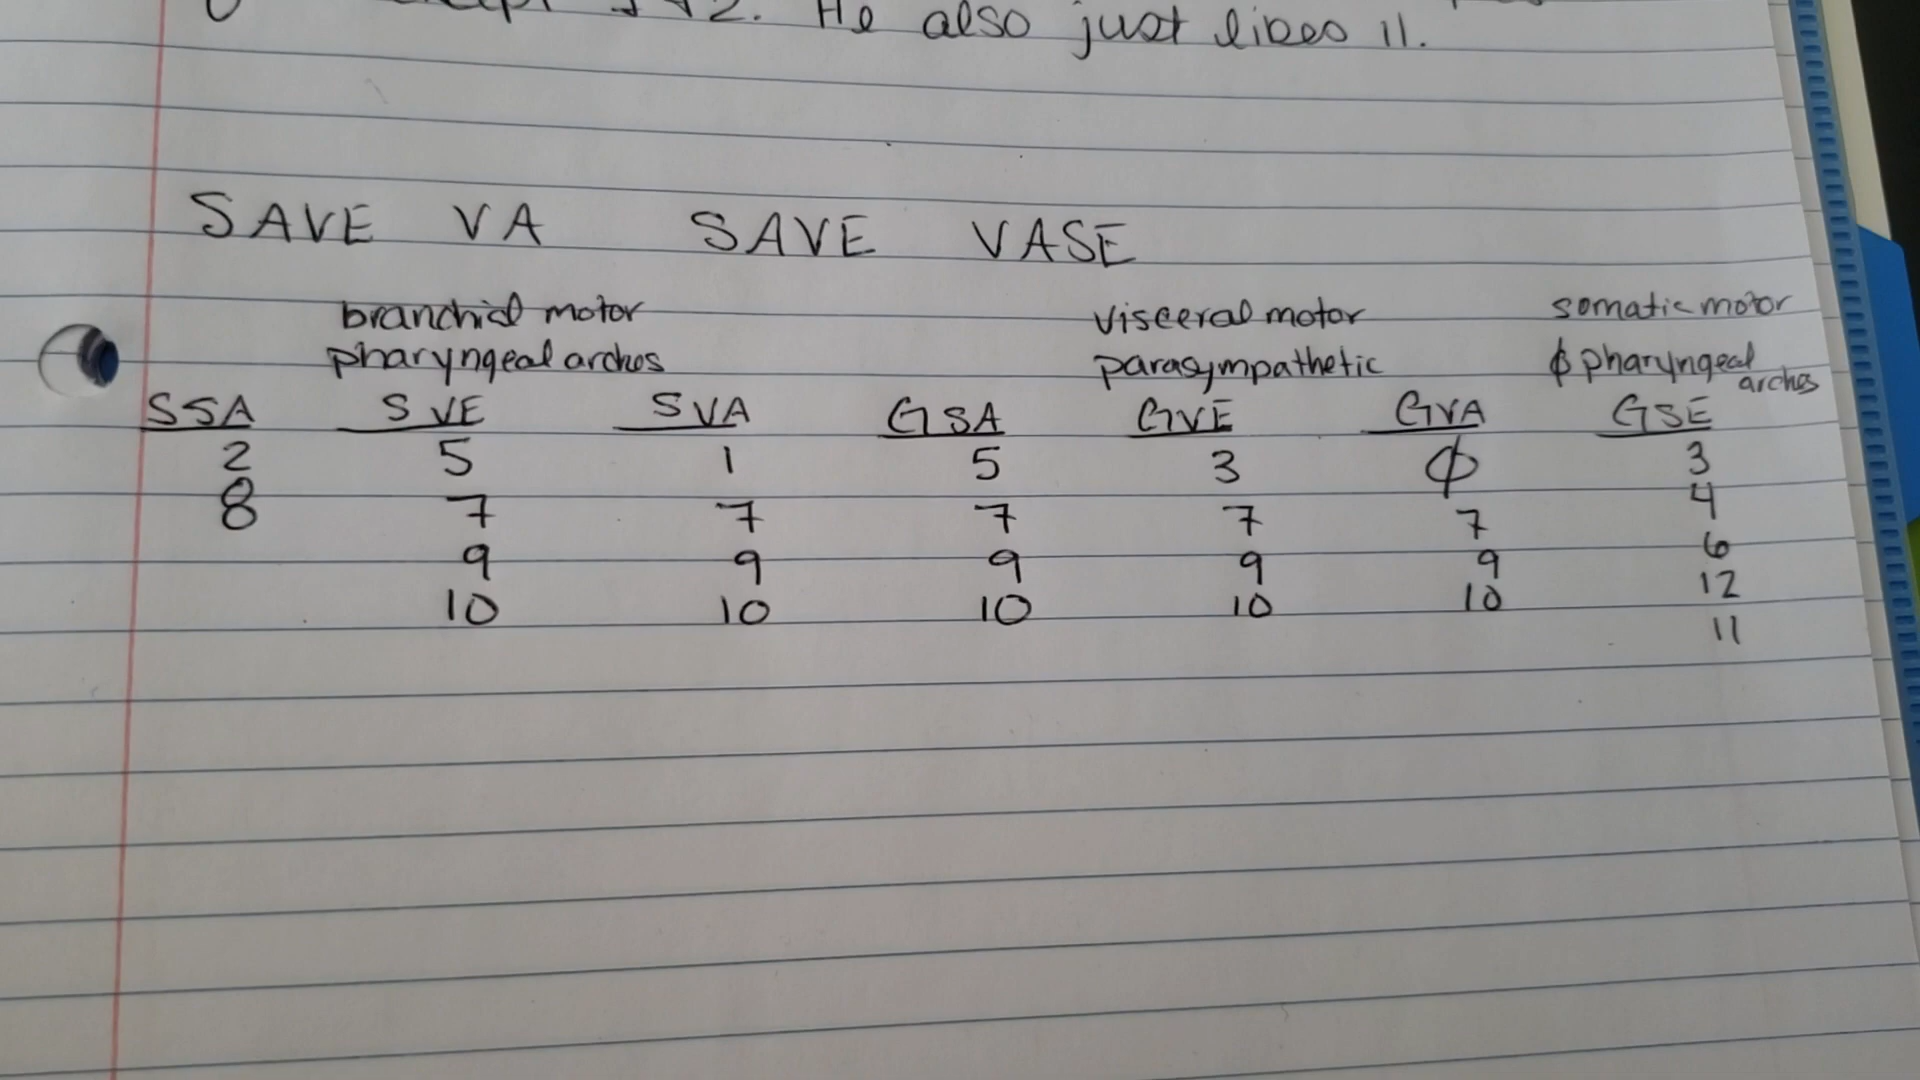 2. He also just likes 11.
SAVE VA SAVE VASE
branchial motor visceral motor somatic motor
pharyngeal arches parasympathetic ϕ pharyngeal
arches
SSA SVE SVA GSA GVE GVA GSE
2 5 1 5 3 ϕ 3
8 7 7 7 7 7 4
9 9 9 9 9 6
10 10 10 10 10 12
11